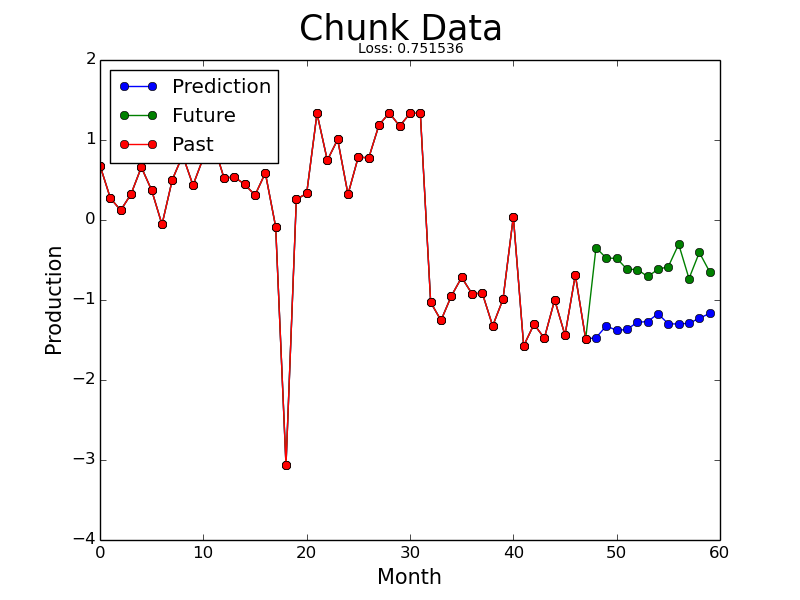 Chunk Data
Loss: 0.751536
Prediction
Future
Past
Production
2
1
0
−1
−2
−3
−4
0 10 20 30 40 50 60
Month